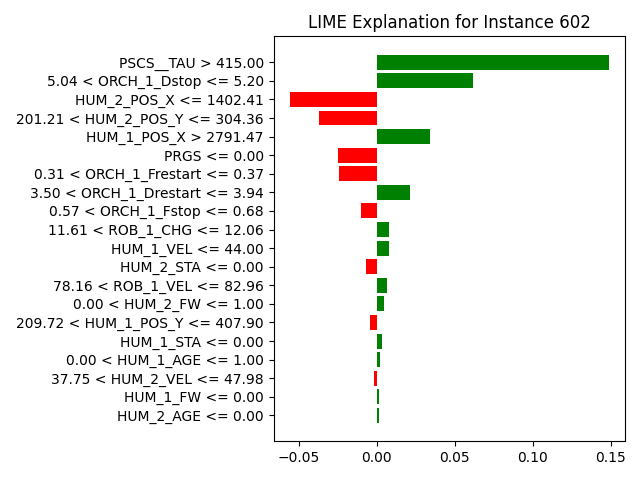 LIME Explanation for Instance 602
PSCS__TAU > 415.00
5.04 < ORCH_1_Dstop <= 5.20
HUM_2_POS_X <= 1402.41
201.21 < HUM_2_POS_Y <= 304.36
HUM_1_POS_X > 2791.47
PRGS <= 0.00
0.31 < ORCH_1_Frestart <= 0.37
3.50 < ORCH_1_Drestart <= 3.94
0.57 < ORCH_1_Fstop <= 0.68
11.61 < ROB_1_CHG <= 12.06
HUM_1_VEL <= 44.00
HUM_2_STA <= 0.00
78.16 < ROB_1_VEL <= 82.96
0.00 < HUM_2_FW <= 1.00
209.72 < HUM_1_POS_Y <= 407.90
HUM_1_STA <= 0.00
0.00 < HUM_1_AGE <= 1.00
37.75 < HUM_2_VEL <= 47.98
HUM_1_FW <= 0.00
HUM_2_AGE <= 0.00
−0.05 0.00 0.05 0.10 0.15